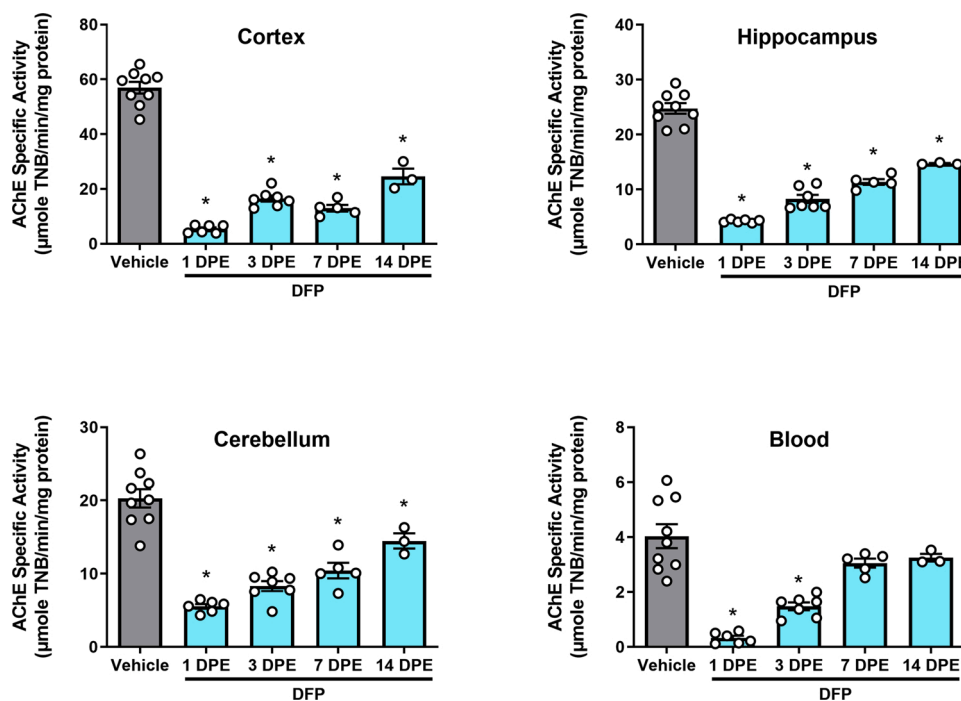 Cortex
AChE Specific Activity
(μmole TNB/min/mg protein)
80
60
40
20
0
*
*
*
*
Vehicle 1 DPE 3 DPE 7 DPE 14 DPE
DFP
Hippocampus
AChE Specific Activity
(μmole TNB/min/mg protein)
40
30
20
10
0
*
*
*
*
Vehicle 1 DPE 3 DPE 7 DPE 14 DPE
DFP
Cerebellum
AChE Specific Activity
(μmole TNB/min/mg protein)
30
20
10
0
*
*
*
*
Vehicle 1 DPE 3 DPE 7 DPE 14 DPE
DFP
Blood
AChE Specific Activity
(μmole TNB/min/mg protein)
8
6
4
2
0
*
*
Vehicle 1 DPE 3 DPE 7 DPE 14 DPE
DFP